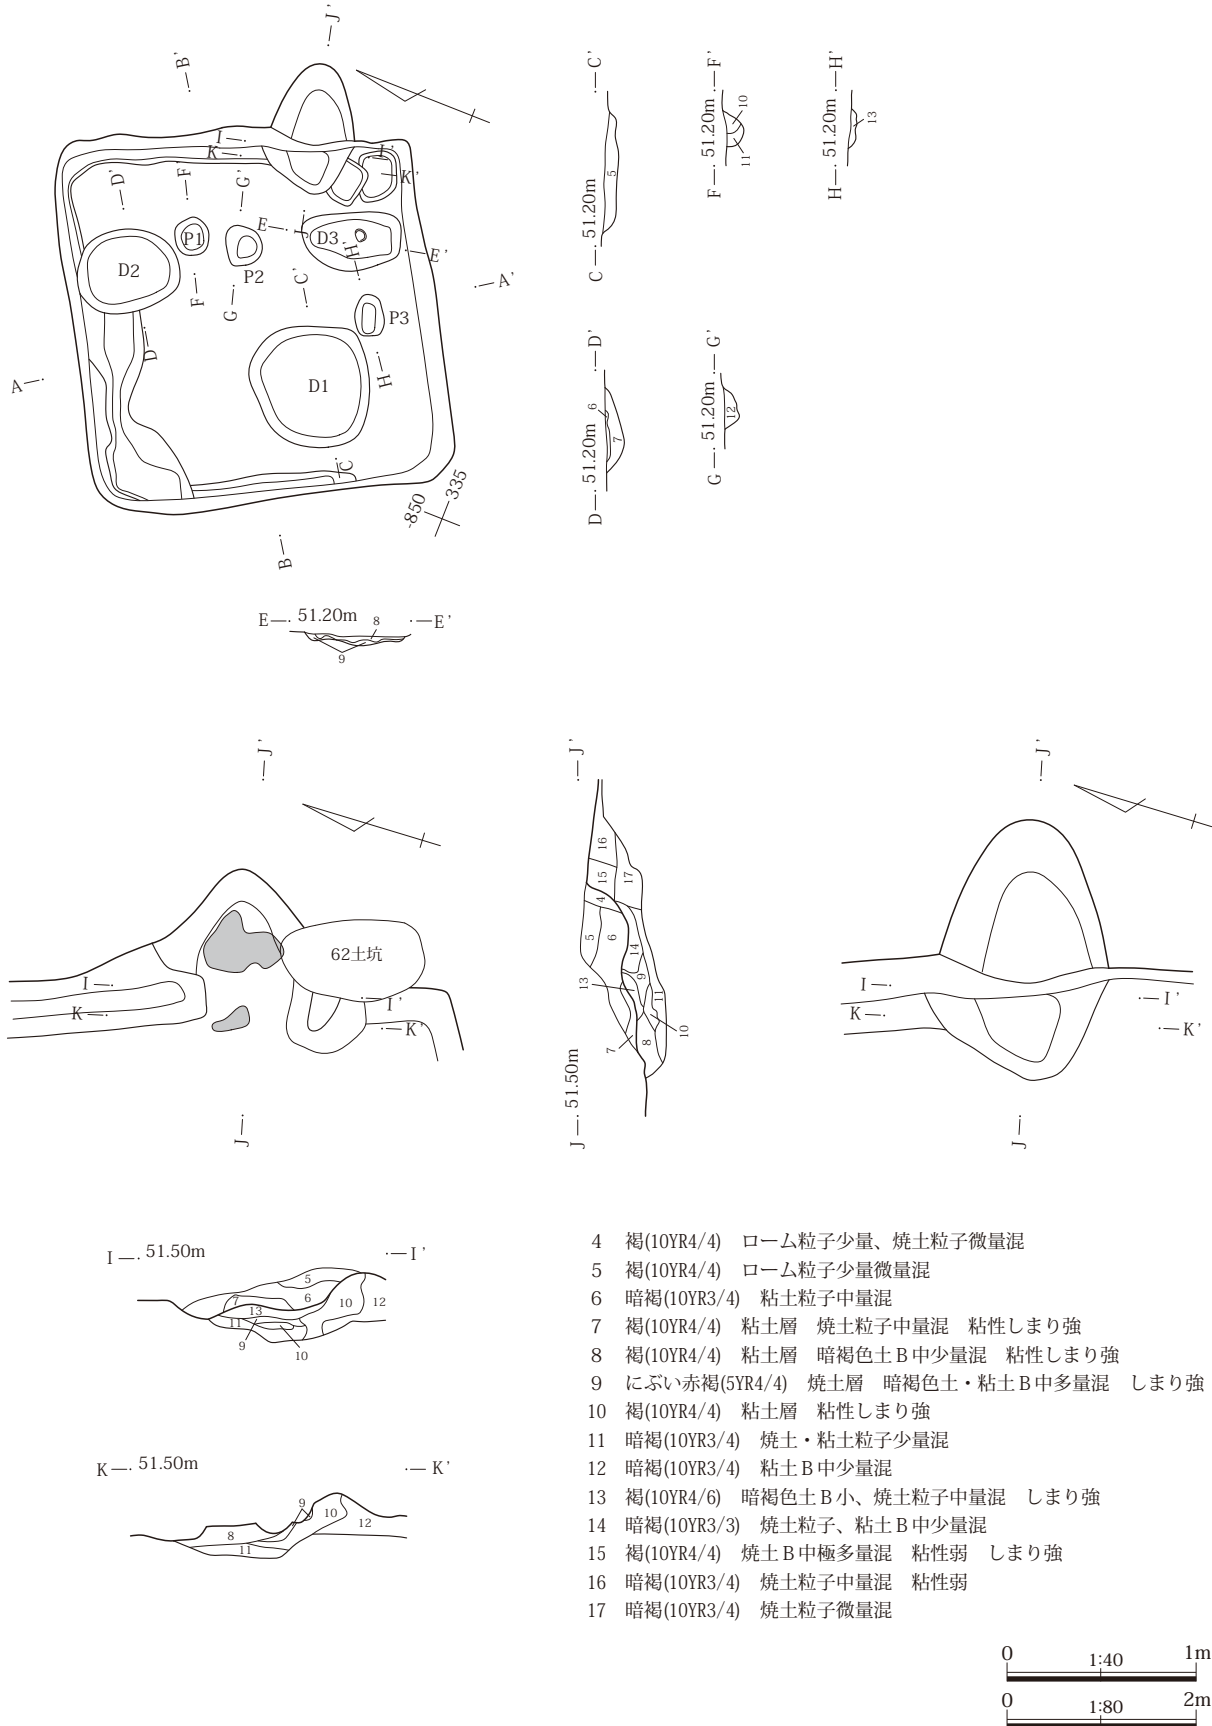 J'
B'
C'
F'
H'
I
K
I'
K'
D'
F'
G'
51.20m
10
11
51.20m
13
5
51.20m
F
H
E
J
D3
H'
E'
P1
D2
P2
C'
A'
C
F
G
P3
D'
G'
D
A
D1
H
6
7
51.20m
12
51.20m
C
335
-850
G
D
B
E 51.20m 8 E'
9
J'
J'
J'
16
15
17
4
5
6
14
62土坑
9
13
11
I
I'
K
K'
10
7
8
I
I'
K
K'
51.50m
J
J
J
I 51.50m I'
5
7
6
13
10
12
11
9
10
K 51.50m K'
9
10
8
12
11
4 褐(10YR4/4) ローム粒子少量、焼土粒子微量混
5 褐(10YR4/4) ローム粒子少量微量混
6 暗褐(10YR3/4) 粘土粒子中量混
7 褐(10YR4/4) 粘土層 焼土粒子中量混 粘性しまり強
8 褐(10YR4/4) 粘土層 暗褐色土B中少量混 粘性しまり強
9 にぶい赤褐(5YR4/4) 焼土層 暗褐色土・粘土B中多量混 しまり強
10 褐(10YR4/4) 粘土層 粘性しまり強
11 暗褐(10YR3/4) 焼土・粘土粒子少量混
12 暗褐(10YR3/4) 粘土B中少量混
13 褐(10YR4/6) 暗褐色土B小、焼土粒子中量混 しまり強
14 暗褐(10YR3/3) 焼土粒子、粘土B中少量混
15 褐(10YR4/4) 焼土B中極多量混 粘性弱 しまり強
16 暗褐(10YR3/4) 焼土粒子中量混 粘性弱
17 暗褐(10YR3/4) 焼土粒子微量混
0 1:40 1m
0 1:80 2m